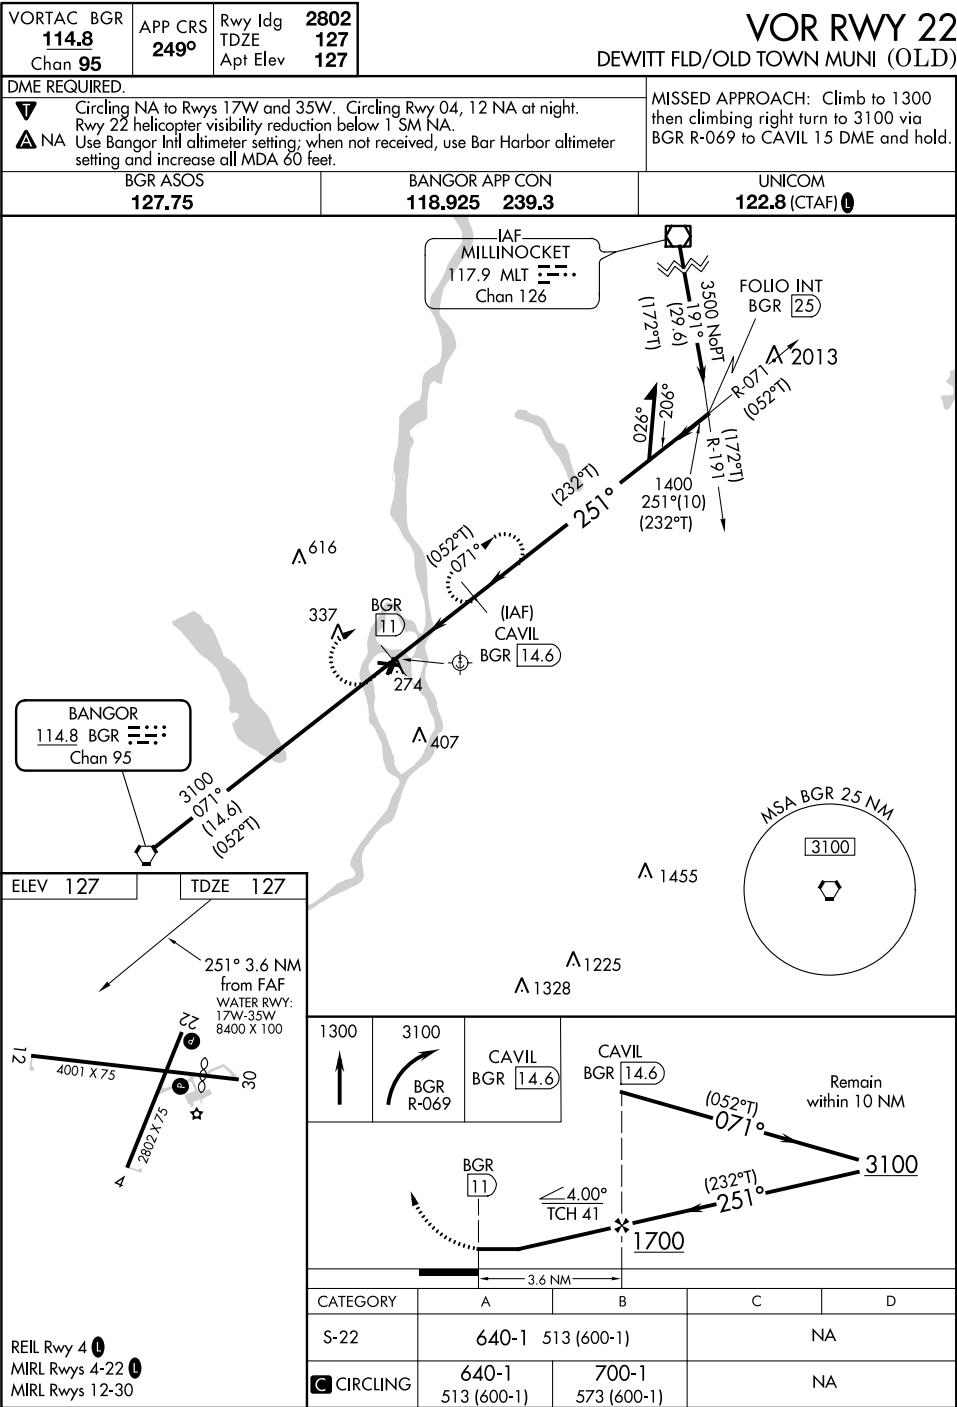 VORTAC BGR
114.8
Chan 95
APP CRS
249°
Rwy Idg 2802
TDZE 127
Apt Elev 127
VOR RWY 22
DEWITT FLD/OLD TOWN MUNI (OLD)
DME REQUIRED.
T
Circling NA to Rwys 17W and 35W. Circling Rwy 04, 12 NA at night.
Rwy 22 helicopter visibility reduction below 1 SM NA.
A NA Use Bangor Intl altimeter setting; when not received, use Bar Harbor altimeter
setting and increase all MDA 60 feet.
MISSED APPROACH: Climb to 1300
then climbing right turn to 3100 via
BGR R-069 to CAVIL 15 DME and hold.
BGR ASOS
127.75
BANGOR APP CON
118.925 239.3
UNICOM
122.8 (CTAF) L
IAF
MILLINOCKET
117.9 MLT
Chan 126
3500 NoPT
191°
(29.6)
(172°T)
FOLIO INT
BGR 25
2013
R-071
(052°T)
(172°T)
R-191
026°
206°
1400
251°(10)
(232°T)
(232°T)
251°
(052°T)
071°
616
337
BGR
11
(IAF)
CAVIL
BGR 14.6
274
407
BANGOR
114.8 BGR
Chan 95
3100
071°
(14.6)
(052°T)
MSA BGR 25 NM
3100
1455
1225
1328
ELEV 127
TDZE 127
251° 3.6 NM
from FAF
WATER RWY:
17W-35W
8400 X 100
22
P
12
4001 X 75
30
P
2802 X 75
4
REIL Rwy 4 L
MIRL Rwys 4-22 L
MIRL Rwys 12-30
1300
3100
BGR
R-069
CAVIL
BGR 14.6
CAVIL
BGR 14.6
Remain
within 10 NM
(052°T)
071°
3100
(232°T)
251°
BGR
11
4.00°
TCH 41
1700
3.6 NM
CATEGORY A B C D
S-22 640-1 513 (600-1) NA
C CIRCLING 640-1 513 (600-1) 700-1 573 (600-1) NA